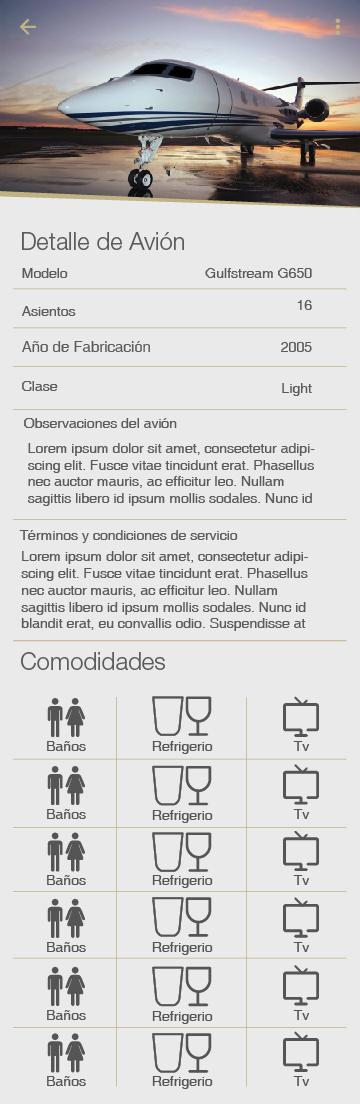 Detalle de Avión
Modelo Gulfstream G650
Asientos 16
Año de Fabricación 2005
Clase Light
Observaciones del avión
Lorem ipsum dolor sit amet, consectetur adipi-
scing elit. Fusce vitae tincidunt erat. Phasellus
nec auctor mauris, ac efficitur leo. Nullam
sagittis libero id ipsum mollis sodales. Nunc id
Términos y condiciones de servicio
Lorem ipsum dolor sit amet, consectetur adipi-
scing elit. Fusce vitae tincidunt erat. Phasellus
nec auctor mauris, ac efficitur leo. Nullam
sagittis libero id ipsum mollis sodales. Nunc id
blandit erat, eu convallis odio. Suspendisse at
Comodidades
Baños Refrigerio Tv
Baños Refrigerio Tv
Baños Refrigerio Tv
Baños Refrigerio Tv
Baños Refrigerio Tv
Baños Refrigerio Tv